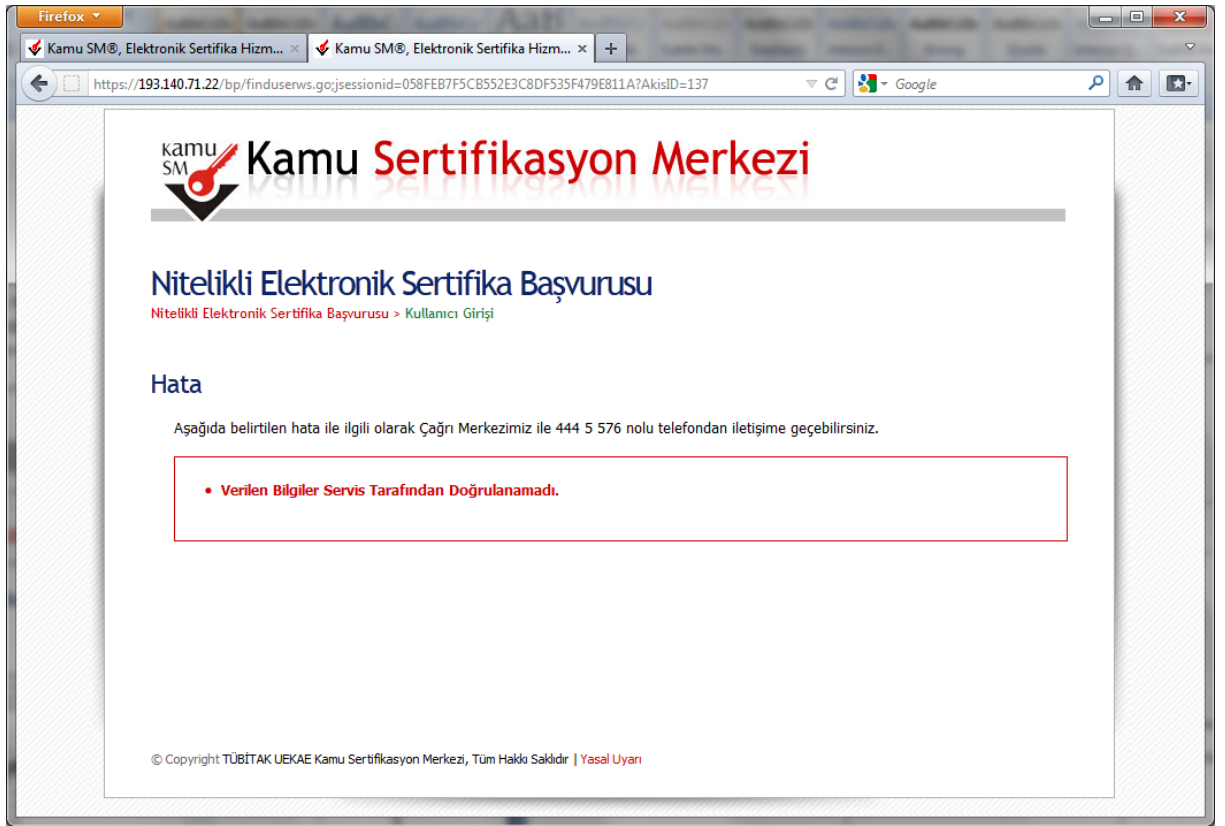 Firefox
Kamu SM®, Elektronik Sertifika Hizm...
Kamu SM®, Elektronik Sertifika Hizm...
https://193.140.71.22/bp/finduserws.go;jsessionid=058FEB7F5CB552E3C8DF535F479E811A?AkisID=137
Google
kamu SM
Kamu Sertifikasyon Merkezi
Nitelikli Elektronik Sertifika Başvurusu
Nitelikli Elektronik Sertifika Başvurusu > Kullanıcı Girişi
Hata
Aşağıda belirtilen hata ile ilgili olarak Çağrı Merkezimiz ile 444 5 576 nolu telefondan iletişime geçebilirsiniz.
• Verilen Bilgiler Servis Tarafından Doğrulanamadı.
© Copyright TÜBİTAK UEKAE Kamu Sertifikasyon Merkezi, Tüm Hakkı Saklıdır | Yasal Uyarı